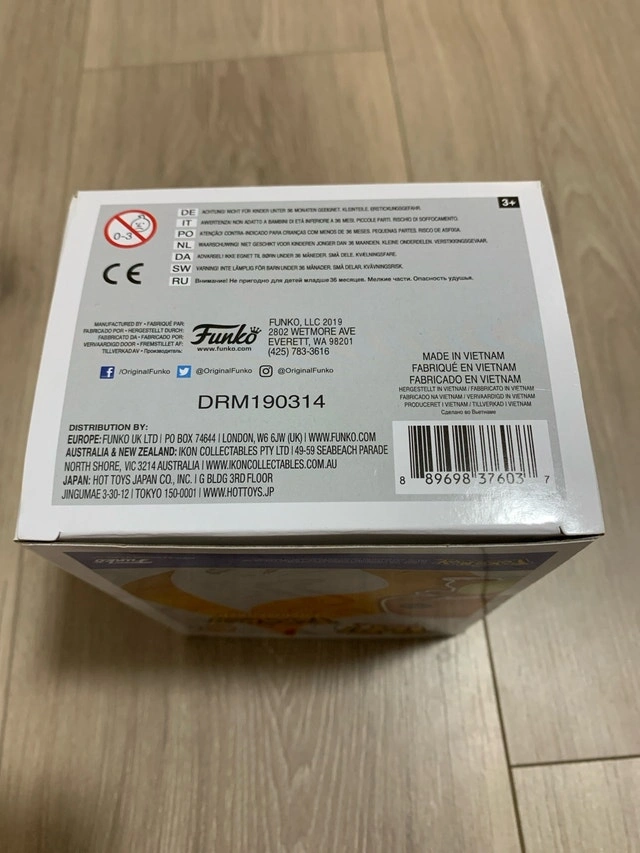 3+
0-3
DE ACHTUNG! NICHT FÜR KINDER UNTER 36 MONATEN GEEIGNET. KLEINTEILE. ERSTICKUNGSGEFAHR.
IT AVVERTENZA! NON ADATTO A BAMBINI DI ETÀ INFERIORE A 36 MESI. PICCOLE PARTI. RISCHIO DI SOFFOCAMENTO.
PO ATENÇÃO! CONTRA-INDICADO PARA CRIANÇAS COM MENOS DE 36 MESES. PEQUENAS PARTES. RISCO DE ASFIXIA.
NL WAARSCHUWING! NIET GESCHIKT VOOR KINDEREN JONGER DAN 36 MAANDEN. KLEINE ONDERDELEN. VERSTIKKINGSGEVAAR.
DA ADVARSEL! IKKE EGNET TIL BØRN UNDER 36 MÅNEDER. SMÅ DELE. KVÆLNINGSFARE.
SW VARNING! INTE LÄMPLIG FÖR BARN UNDER 36 MÅNADER. SMÅ DELAR. KVÄVNINGSRISK.
RU Внимание! Не пригодно для детей младше 36 месяцев. Мелкие части. Опасность удушья.
CE
MANUFACTURED BY • FABRIQUÉ PAR:
FABRICADO POR • HERGESTELLT DURCH:
FABBRICATO DA • FABRICADO POR:
VERVAARDIGD DOOR • FREMSTILLET AF:
TILLVERKAD AV • Производитель:
Funko
www.funko.com
FUNKO, LLC 2019
2802 WETMORE AVE
EVERETT, WA 98201
(425) 783-3616
f /OriginalFunko @OriginalFunko @OriginalFunko
DRM190314
MADE IN VIETNAM
FABRIQUÉ EN VIETNAM
FABRICADO EN VIETNAM
HERGESTELLT IN VIETNAM / FABBRICATO IN VIETNAM
FABRICADO NA VIETNAM / VERVAARDIGD IN VIETNAM
PRODUCERET I VIETNAM / TILLVERKAD I VIETNAM
Сделано во Вьетнаме
DISTRIBUTION BY:
EUROPE: FUNKO UK LTD | PO BOX 74644 | LONDON, W6 6JW (UK) | WWW.FUNKO.COM
AUSTRALIA & NEW ZEALAND: IKON COLLECTABLES PTY LTD | 49-59 SEABEACH PARADE
NORTH SHORE, VIC 3214 AUSTRALIA | WWW.IKONCOLLECTABLES.COM.AU
JAPAN: HOT TOYS JAPAN CO., INC. | G BLDG 3RD FLOOR
JINGUMAE 3-30-12 | TOKYO 150-0001 | WWW.HOTTOYS.JP
8 89698 37603 7
Funko